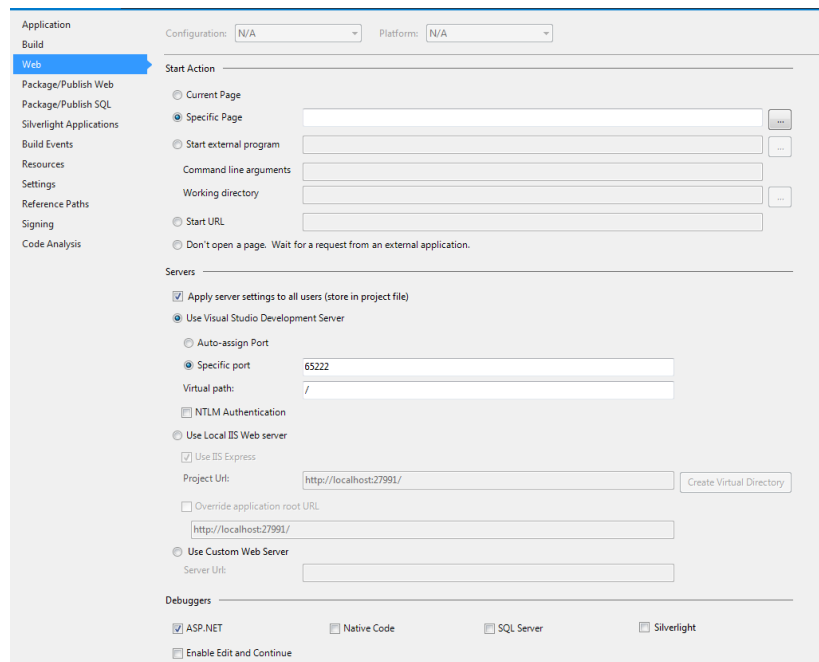 Application
Build
Web
Package/Publish Web
Package/Publish SQL
Silverlight Applications
Build Events
Resources
Settings
Reference Paths
Signing
Code Analysis
Configuration: N/A Platform: N/A
Start Action
Current Page
Specific Page ...
Start external program ...
Command line arguments
Working directory ...
Start URL
Don't open a page. Wait for a request from an external application.
Servers
Apply server settings to all users (store in project file)
Use Visual Studio Development Server
Auto-assign Port
Specific port 65222
Virtual path: /
NTLM Authentication
Use Local IIS Web server
Use IIS Express
Project Url: http://localhost:27991/ Create Virtual Directory
Override application root URL
http://localhost:27991/
Use Custom Web Server
Server Url:
Debuggers
ASP.NET Native Code SQL Server Silverlight
Enable Edit and Continue